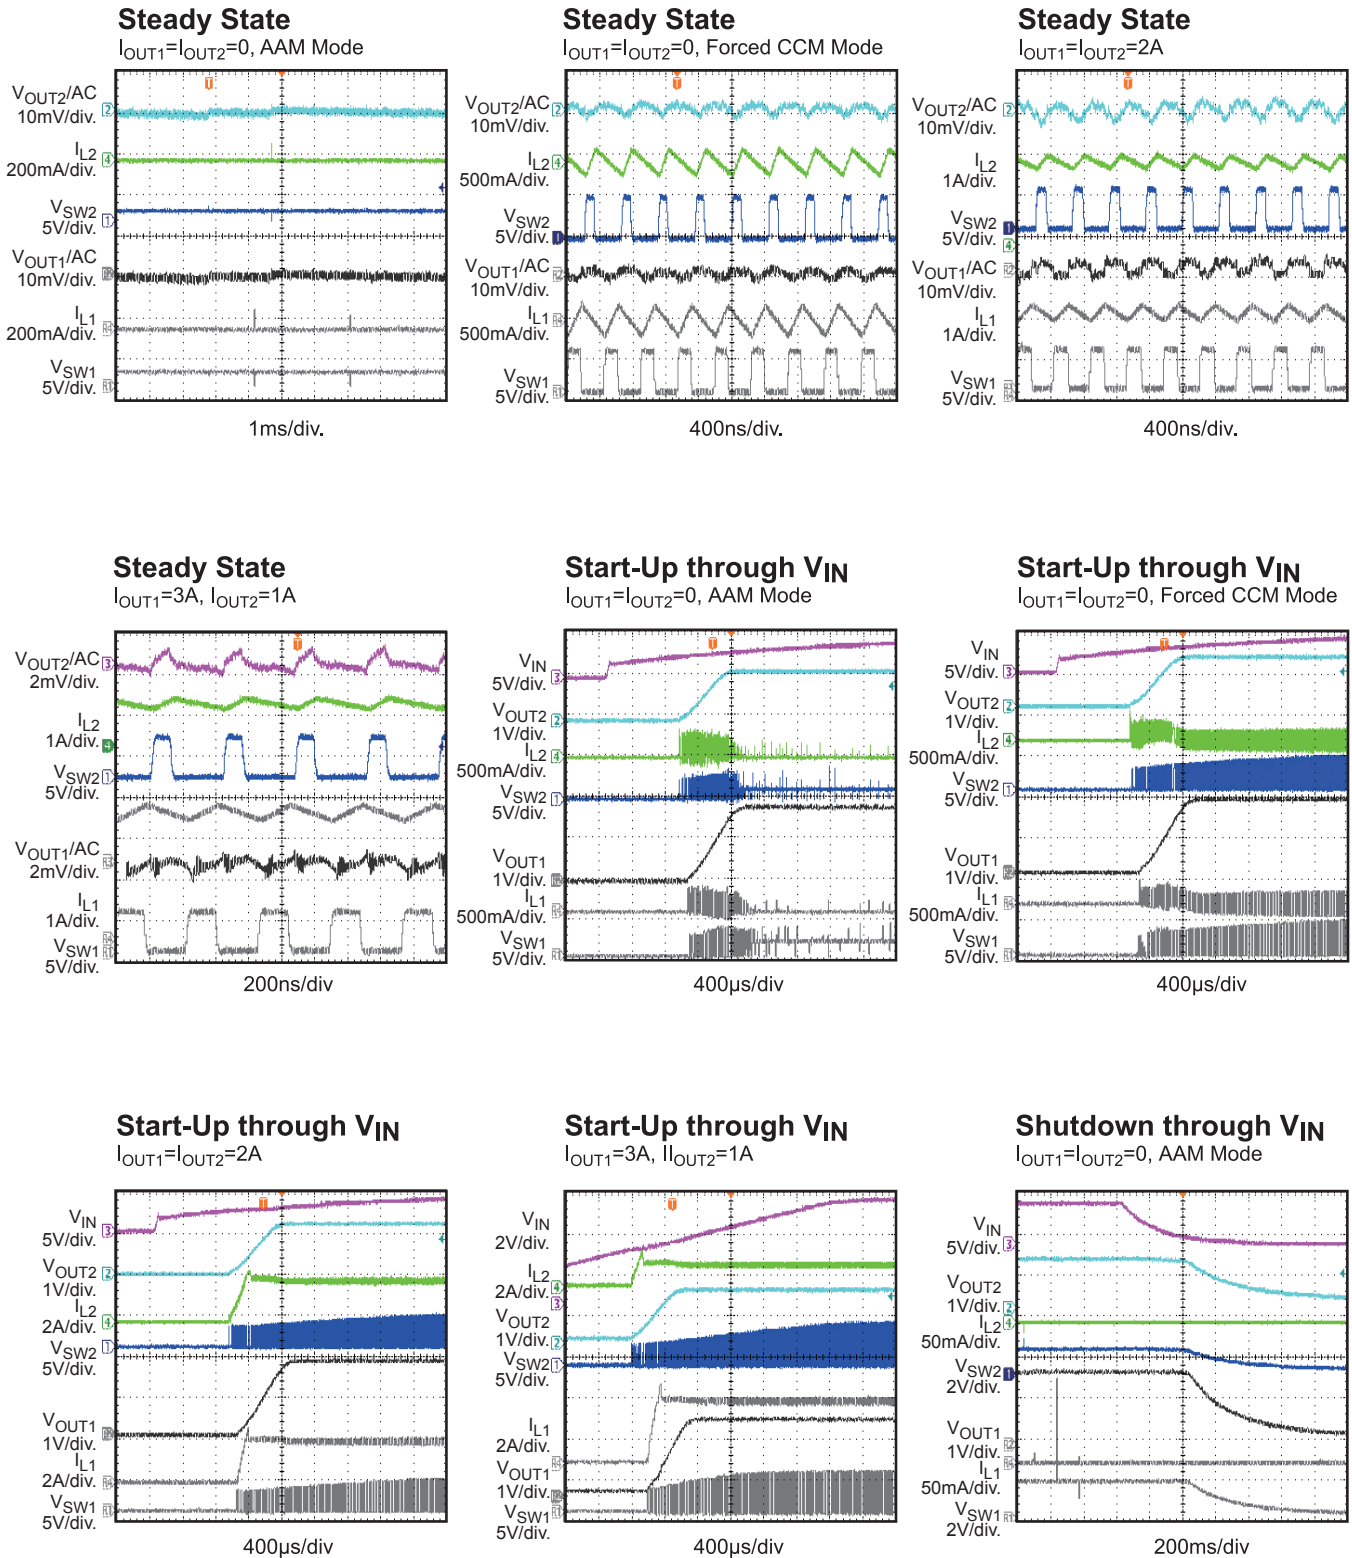 Steady State
IOUT1=IOUT2=0, AAM Mode
VOUT2/AC
10mV/div.
IL2
200mA/div.
VSW2
5V/div.
VOUT1/AC
10mV/div.
IL1
200mA/div.
VSW1
5V/div.
1ms/div.
Steady State
IOUT1=IOUT2=0, Forced CCM Mode
VOUT2/AC
10mV/div.
IL2
500mA/div.
VSW2
5V/div.
VOUT1/AC
10mV/div.
IL1
500mA/div.
VSW1
5V/div.
400ns/div.
Steady State
IOUT1=IOUT2=2A
VOUT2/AC
10mV/div.
IL2
1A/div.
VSW2
5V/div.
VOUT1/AC
10mV/div.
IL1
1A/div.
VSW1
5V/div.
400ns/div.
Steady State
IOUT1=3A, IOUT2=1A
VOUT2/AC
2mV/div.
IL2
1A/div.
VSW2
5V/div.
VOUT1/AC
2mV/div.
IL1
1A/div.
VSW1
5V/div.
200ns/div
Start-Up through VIN
IOUT1=IOUT2=0, AAM Mode
VIN
5V/div.
VOUT2
1V/div.
IL2
500mA/div.
VSW2
5V/div.
VOUT1
1V/div.
IL1
500mA/div.
VSW1
5V/div.
400μs/div
Start-Up through VIN
IOUT1=IOUT2=0, Forced CCM Mode
VIN
5V/div.
VOUT2
1V/div.
IL2
500mA/div.
VSW2
5V/div.
VOUT1
1V/div.
IL1
500mA/div.
VSW1
5V/div.
400μs/div
Start-Up through VIN
IOUT1=IOUT2=2A
VIN
5V/div.
VOUT2
1V/div.
IL2
2A/div.
VSW2
5V/div.
VOUT1
1V/div.
IL1
2A/div.
VSW1
5V/div.
400μs/div
Start-Up through VIN
IOUT1=3A, IIOUT2=1A
VIN
2V/div.
IL2
2A/div.
VOUT2
1V/div.
VSW2
5V/div.
IL1
2A/div.
VOUT1
1V/div.
VSW1
5V/div.
400μs/div
Shutdown through VIN
IOUT1=IOUT2=0, AAM Mode
VIN
5V/div.
VOUT2
1V/div.
IL2
50mA/div.
VSW2
2V/div.
VOUT1
1V/div.
IL1
50mA/div.
VSW1
2V/div.
200ms/div